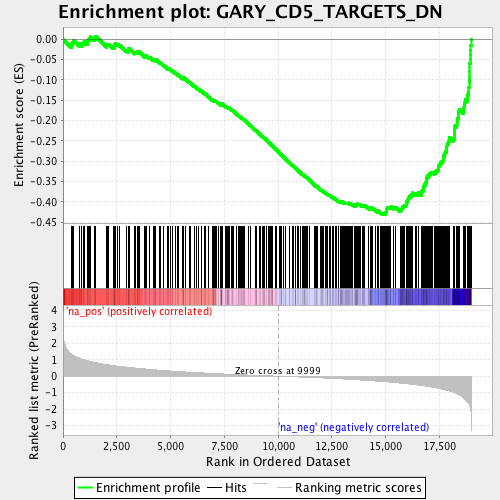 Enrichment plot: GARY_CD5_TARGETS_DN
Enrichment score (ES)
0.00
-0.05
-0.10
-0.15
-0.20
-0.25
-0.30
-0.35
-0.40
-0.45
'na_pos' (positively correlated)
Ranked list metric (PreRanked)
4
3
2
1
0
-1
-2
-3
Zero cross at 9999
'na_neg' (negatively correlated)
0
2,500
5,000
7,500
10,000
12,500
15,000
17,500
Rank in Ordered Dataset
Enrichment profile
Hits
Ranking metric scores